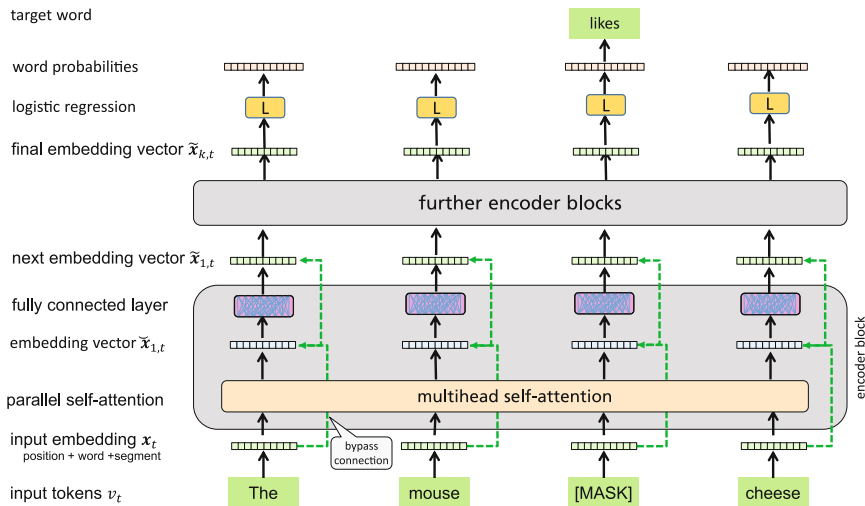 target word
likes
word probabilities
logistic regression
L L L L
final embedding vector x̃ₖ,ₜ
further encoder blocks
next embedding vector x̃₁,ₜ
fully connected layer
embedding vector x̆₁,ₜ
encoder block
parallel self-attention
multihead self-attention
input embedding xₜ
position + word +segment
bypass
connection
input tokens vₜ
The mouse [MASK] cheese